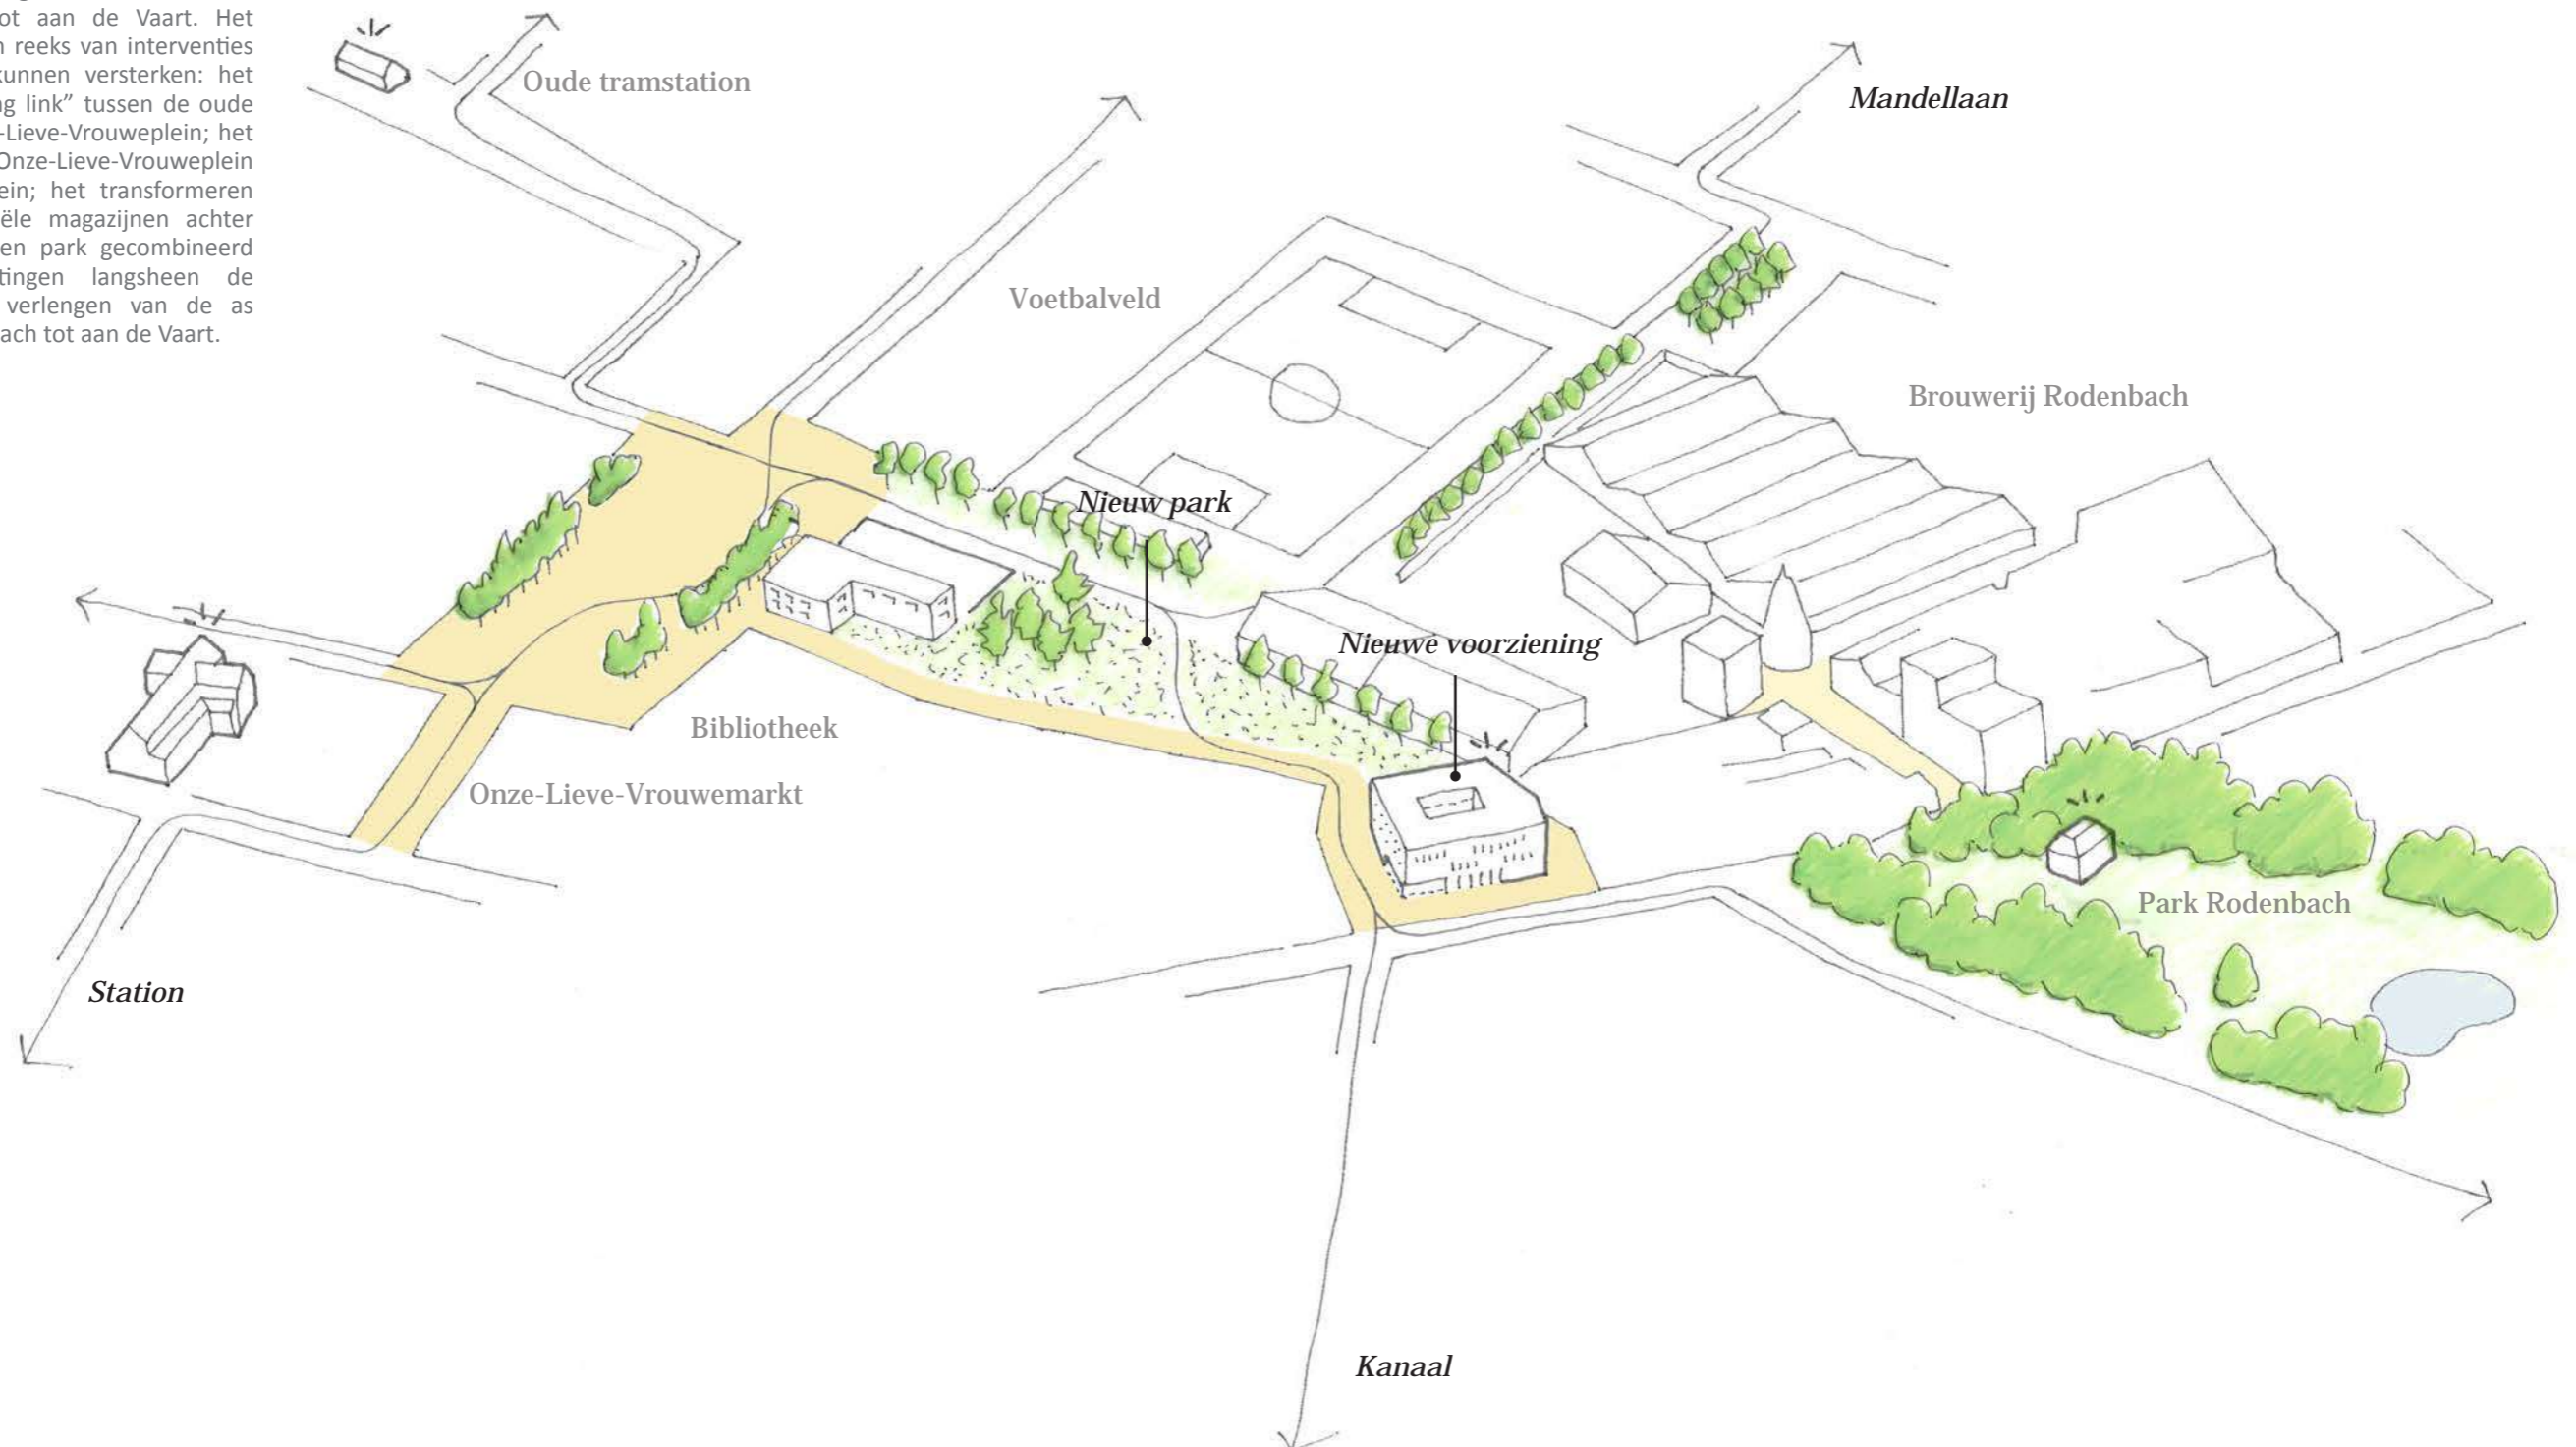 ot aan de Vaart. Het
n reeks van interventies
kunnen versterken: het
ng link” tussen de oude
-Lieve-Vrouweplein; het
Onze-Lieve-Vrouweplein
ein; het transformeren
ële magazijnen achter
en park gecombineerd
tingen langsheen de
verlengen van de as
ach tot aan de Vaart.
Oude tramstation
Mandellaan
Voetbalveld
Brouwerij Rodenbach
Nieuw park
Nieuwe voorziening
Bibliotheek
Onze-Lieve-Vrouwemarkt
Park Rodenbach
Station
Kanaal